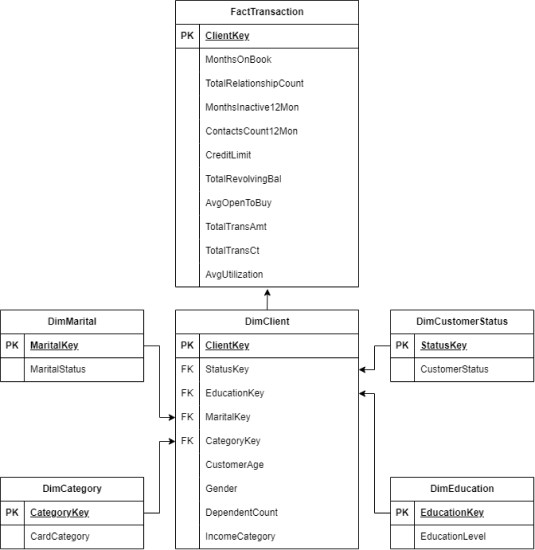 FactTransaction
PK ClientKey
MonthsOnBook
TotalRelationshipCount
MonthsInactive12Mon
ContactsCount12Mon
CreditLimit
TotalRevolvingBal
AvgOpenToBuy
TotalTransAmt
TotalTransCt
AvgUtilization
DimMarital
PK MaritalKey
MaritalStatus
DimClient
PK ClientKey
FK StatusKey
FK EducationKey
FK MaritalKey
FK CategoryKey
CustomerAge
Gender
DependentCount
IncomeCategory
DimCustomerStatus
PK StatusKey
CustomerStatus
DimCategory
PK CategoryKey
CardCategory
DimEducation
PK EducationKey
EducationLevel